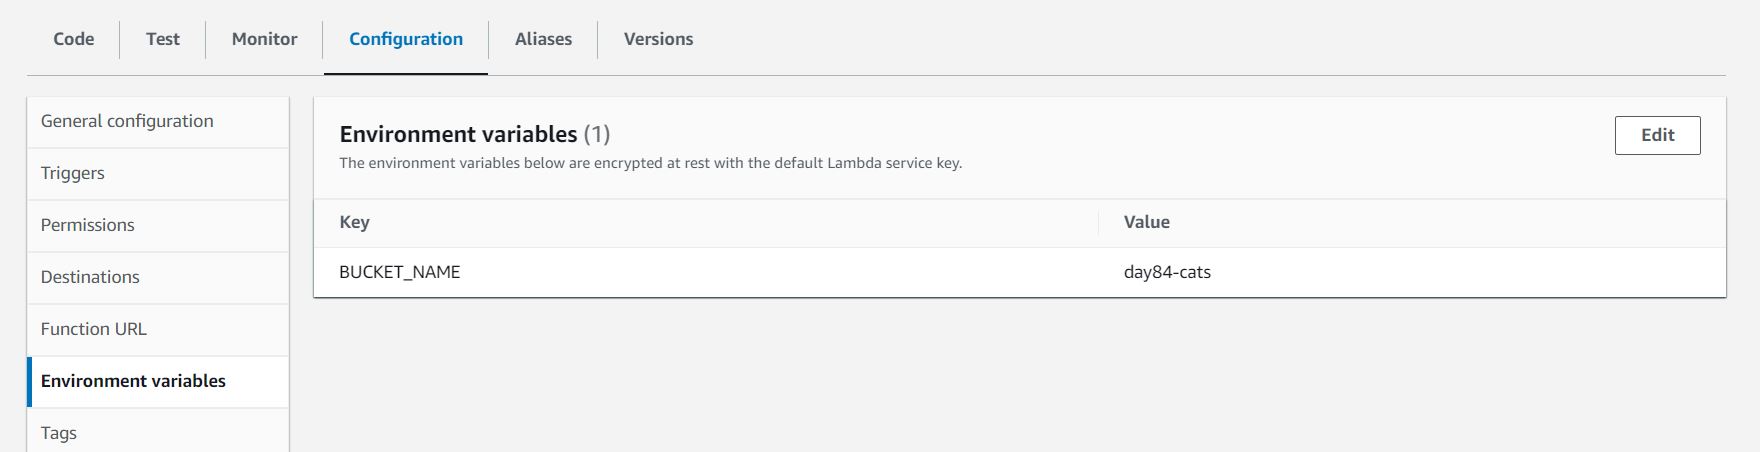 Code Test Monitor Configuration Aliases Versions
General configuration
Triggers
Permissions
Destinations
Function URL
Environment variables
Tags
Environment variables (1)
Edit
The environment variables below are encrypted at rest with the default Lambda service key.
Key Value
BUCKET_NAME day84-cats